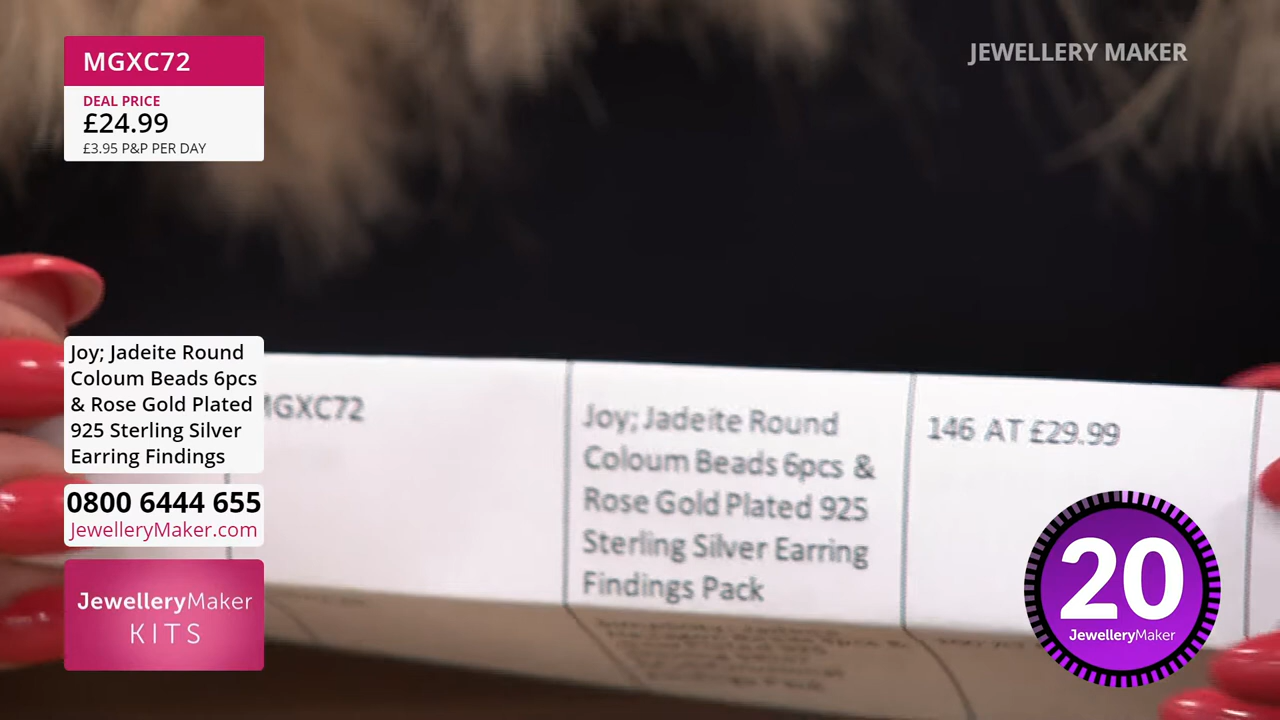 MGXC72
DEAL PRICE
£24.99
£3.95 P&P PER DAY
JEWELLERY MAKER
Joy; Jadeite Round
Coloum Beads 6pcs
& Rose Gold Plated
925 Sterling Silver
Earring Findings
0800 6444 655
JewelleryMaker.com
JewelleryMaker
KITS
MGXC72
Joy; Jadeite Round
Coloum Beads 6pcs &
Rose Gold Plated 925
Sterling Silver Earring
Findings Pack
146 AT £29.99
20
JewelleryMaker